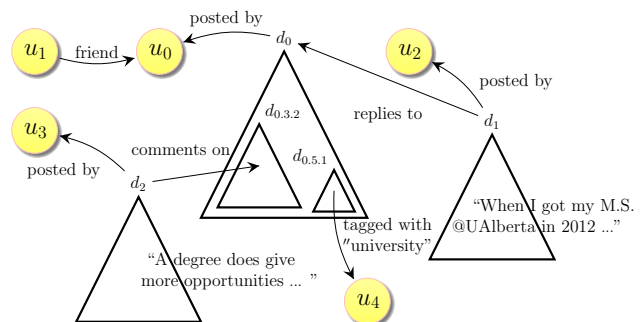 posted by
d0
u1
friend
u0
u2
posted by
d0.3.2
replies to
d1
u3
comments on
d0.5.1
posted by
d2
“When I got my M.S.
@UAlberta in 2012 ...”
tagged with
"university"
“A degree does give
more opportunities ... ”
u4